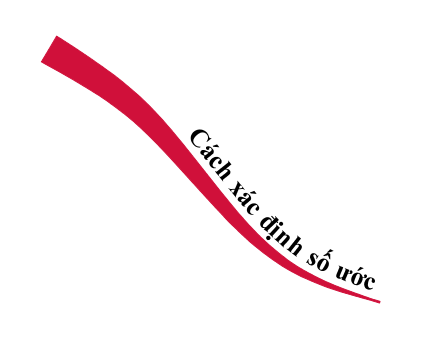 Cách xác định số ước